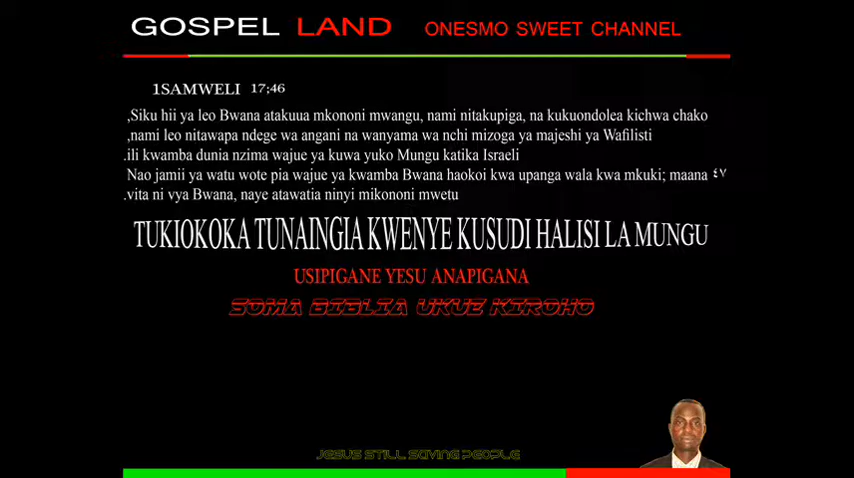 GOSPEL LAND ONESMO SWEET CHANNEL
1SAMWELI 17;46
,Siku hii ya leo Bwana atakuua mkononi mwangu, nami nitakupiga, na kukuondolea kichwa chako
,nami leo nitawapa ndege wa angani na wanyama wa nchi mizoga ya majeshi ya Wafilisti
.ili kwamba dunia nzima wajue ya kuwa yuko Mungu katika Israeli
Nao jamii ya watu wote pia wajue ya kwamba Bwana haokoi kwa upanga wala kwa mkuki; maana ٤٧
.vita ni vya Bwana, naye atawatia ninyi mikononi mwetu
TUKIOKOKA TUNAINGIA KWENYE KUSUDI HALISI LA MUNGU
USIPIGANE YESU ANAPIGANA
SOMA BIBLIA UKUE KIROHO
JESUS STILL SAVING PEOPLE